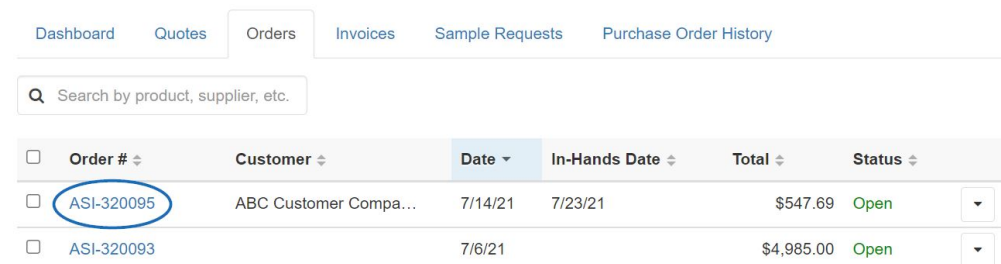 Dashboard Quotes Orders Invoices Sample Requests Purchase Order History
Search by product, supplier, etc.
Order # Customer Date In-Hands Date Total Status
ASI-320095 ABC Customer Compa... 7/14/21 7/23/21 $547.69 Open
ASI-320093 7/6/21 $4,985.00 Open